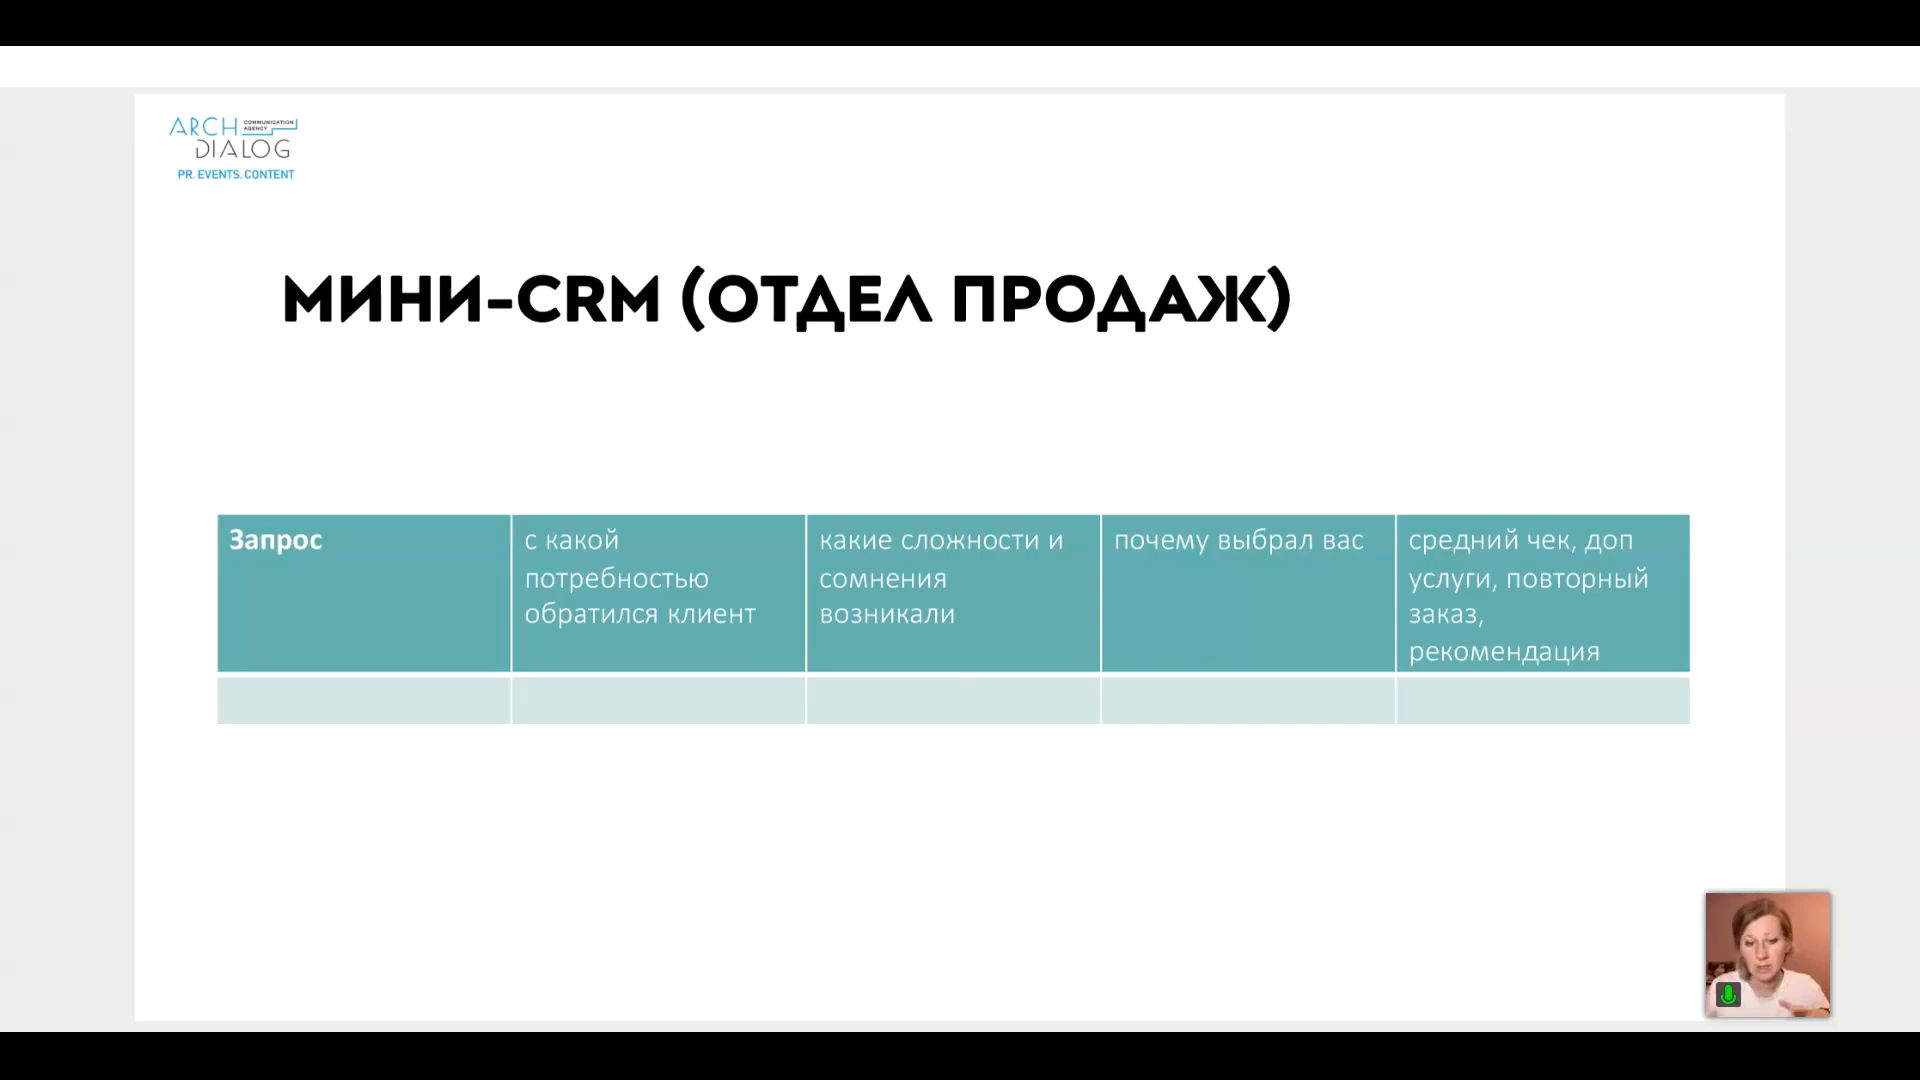 ARCH COMMUNICATION
AGENCY
DIALOG
PR. EVENTS. CONTENT
МИНИ-CRM (ОТДЕЛ ПРОДАЖ)
Запрос
с какой
потребностью
обратился клиент
какие сложности и
сомнения
возникали
почему выбрал вас
средний чек, доп
услуги, повторный
заказ,
рекомендация